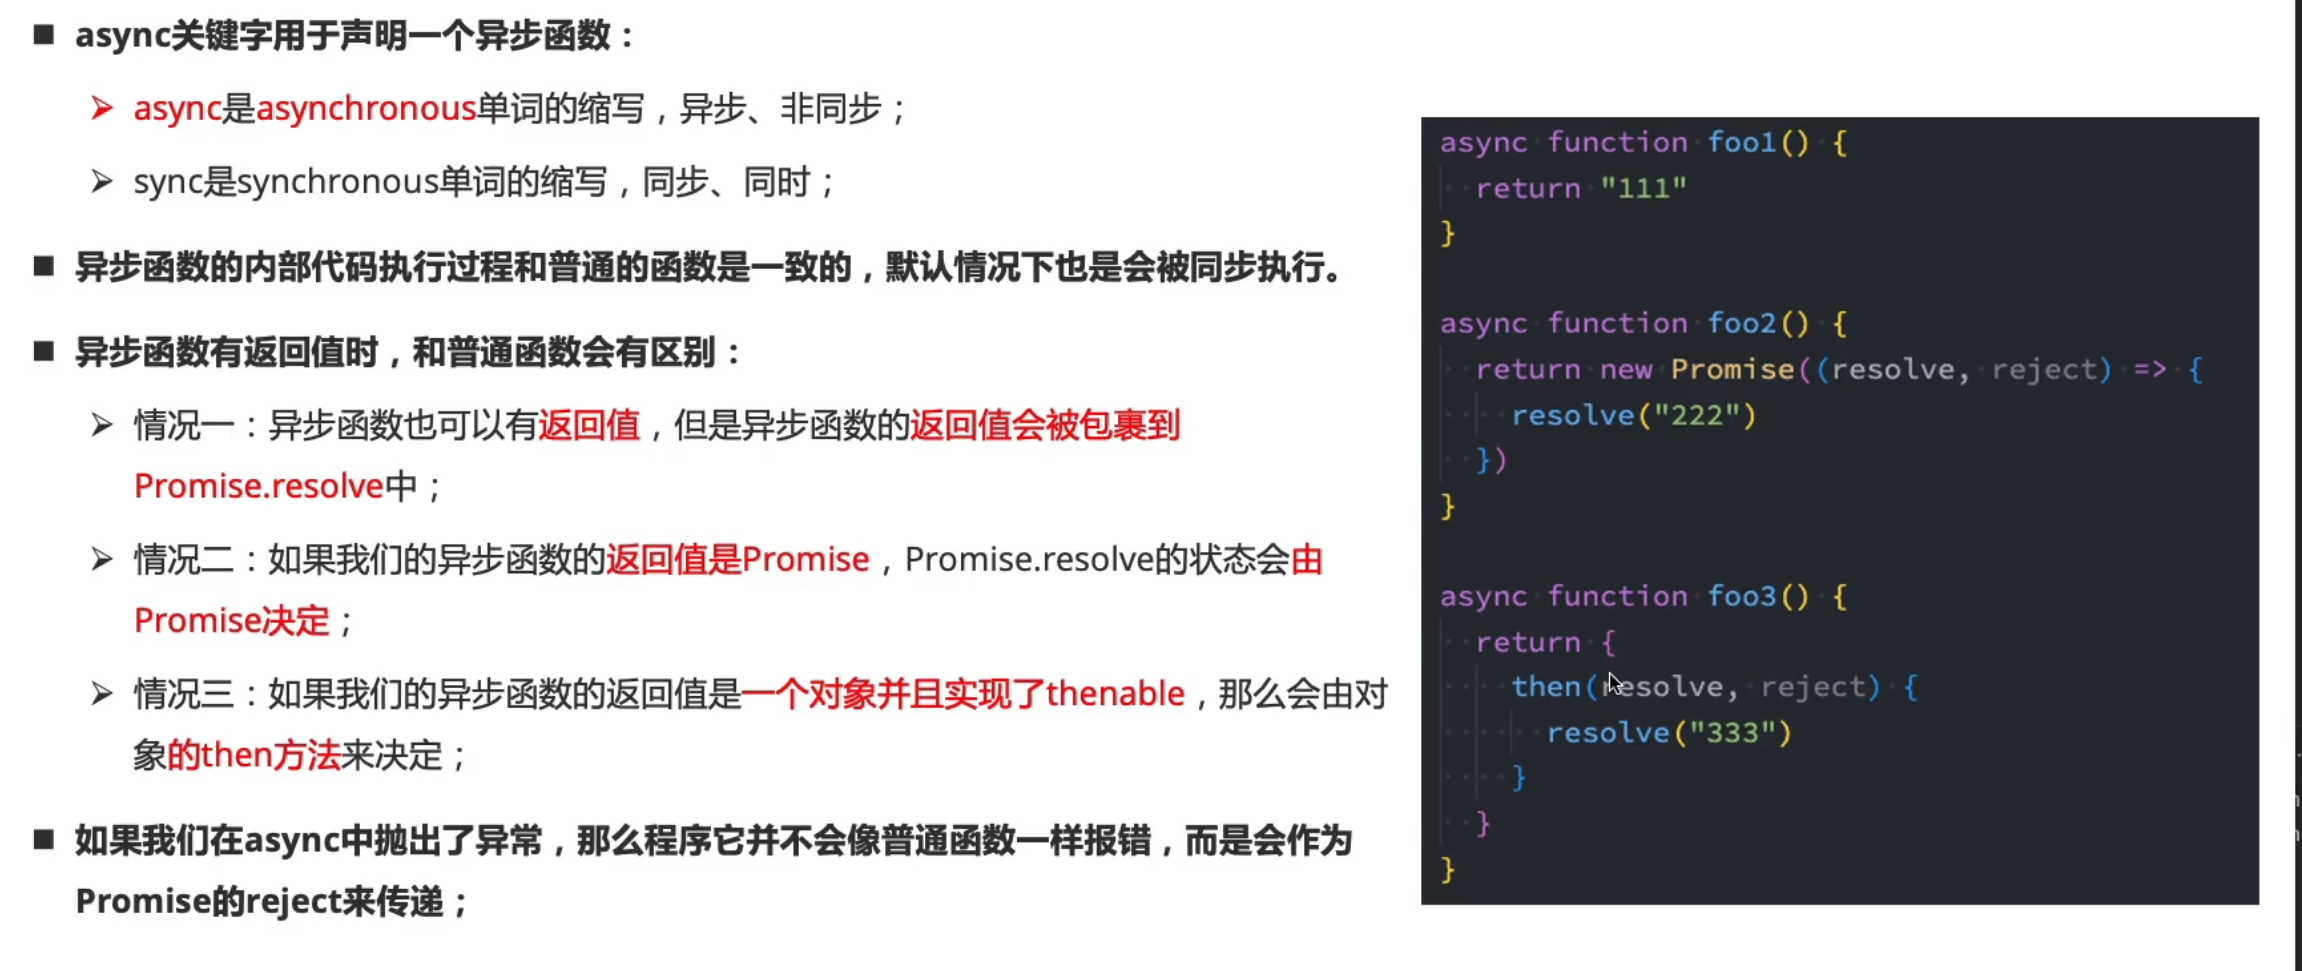 ■ async关键字用于声明一个异步函数：
➢ async是asynchronous单词的缩写，异步、非同步；
➢ sync是synchronous单词的缩写，同步、同时；
■ 异步函数的内部代码执行过程和普通的函数是一致的，默认情况下也是会被同步执行。
■ 异步函数有返回值时，和普通函数会有区别：
➢ 情况一：异步函数也可以有返回值，但是异步函数的返回值会被包裹到
Promise.resolve中；
➢ 情况二：如果我们的异步函数的返回值是Promise，Promise.resolve的状态会由
Promise决定；
➢ 情况三：如果我们的异步函数的返回值是一个对象并且实现了thenable，那么会由对
象的then方法来决定；
■ 如果我们在async中抛出了异常，那么程序它并不会像普通函数一样报错，而是会作为
Promise的reject来传递；
async function foo1() {
  return "111"
}
async function foo2() {
  return new Promise((resolve, reject) => {
    resolve("222")
  })
}
async function foo3() {
  return {
    then(resolve, reject) {
      resolve("333")
    }
  }
}